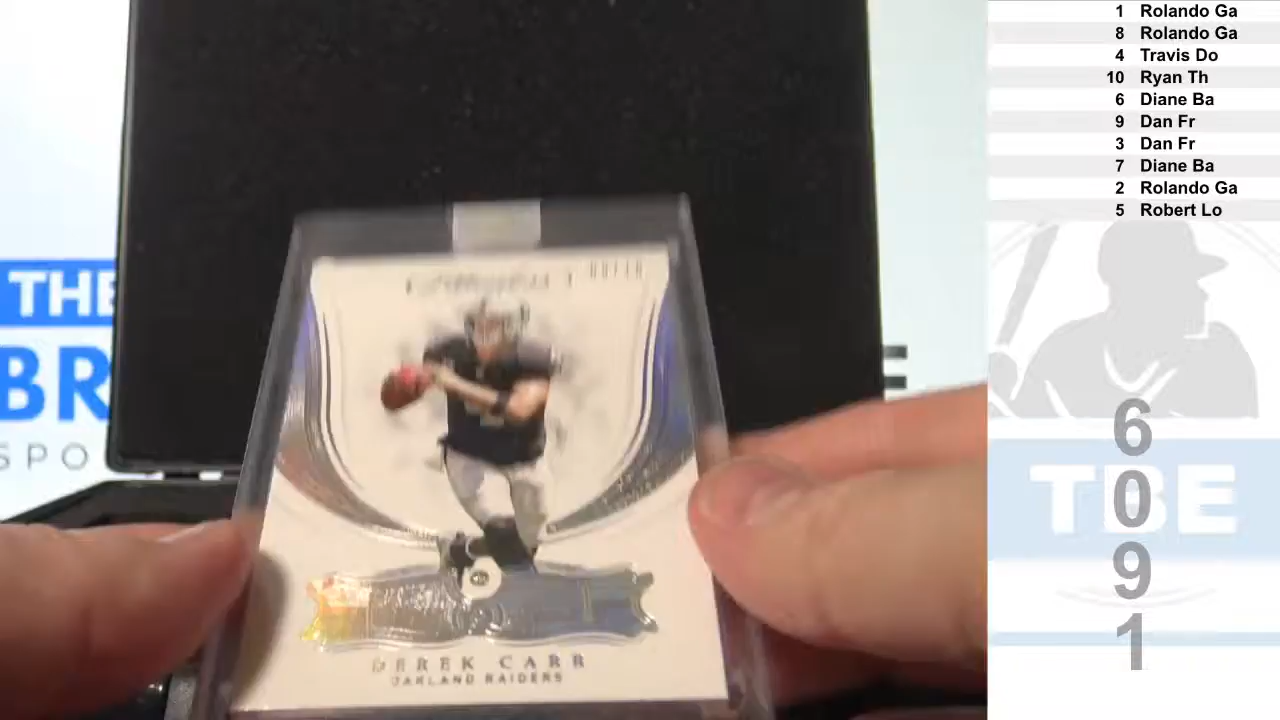 1 Rolando Ga
8 Rolando Ga
4 Travis Do
10 Ryan Th
6 Diane Ba
9 Dan Fr
3 Dan Fr
7 Diane Ba
2 Rolando Ga
5 Robert Lo
THE
BR
SPO
DEREK CARR
OAKLAND RAIDERS
TBE
6
0
9
1